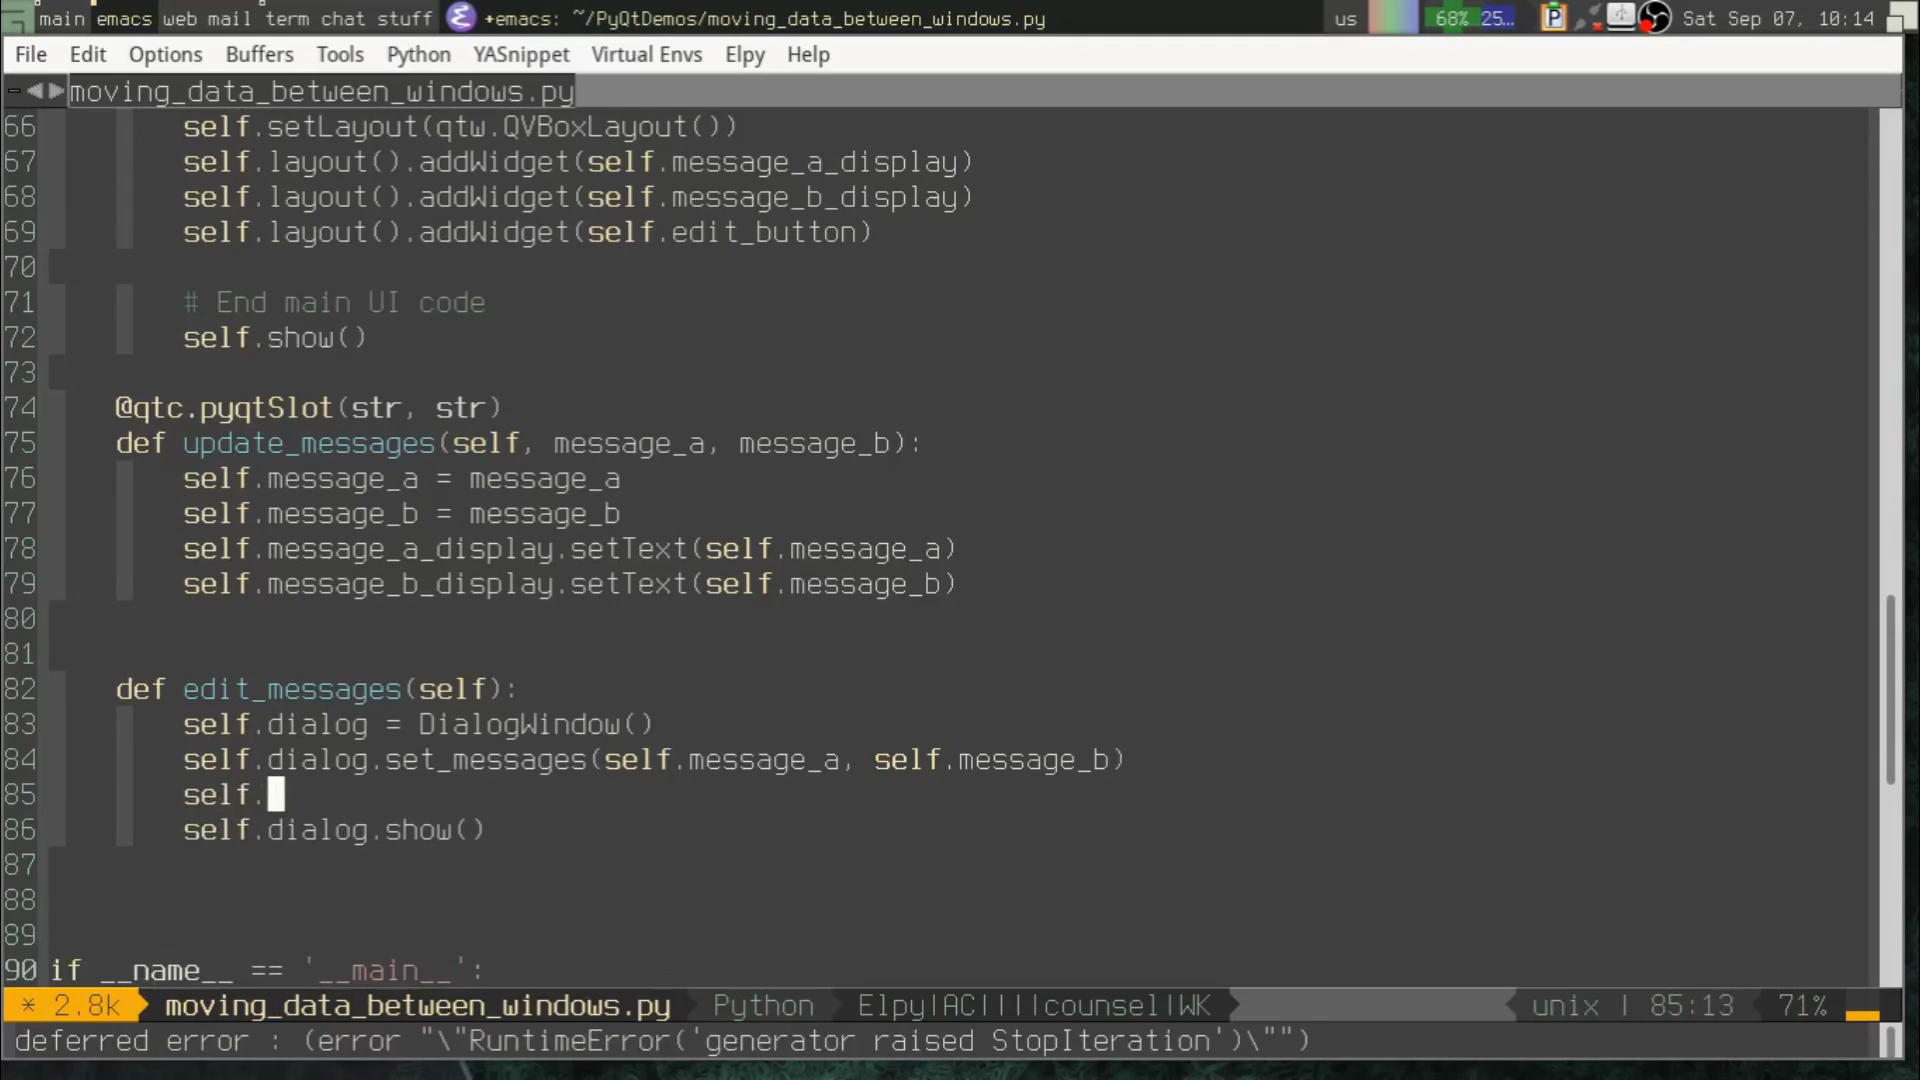 main emacs web mail term chat stuff +emacs: ~/PyQtDemos/moving_data_between_windows.py us 68% 25... P Sat Sep 07, 10:14
File Edit Options Buffers Tools Python YASnippet Virtual Envs Elpy Help
moving_data_between_windows.py
66 self.setLayout(qtw.QVBoxLayout())
67 self.layout().addWidget(self.message_a_display)
68 self.layout().addWidget(self.message_b_display)
69 self.layout().addWidget(self.edit_button)
70
71 # End main UI code
72 self.show()
73
74 @qtc.pyqtSlot(str, str)
75 def update_messages(self, message_a, message_b):
76 self.message_a = message_a
77 self.message_b = message_b
78 self.message_a_display.setText(self.message_a)
79 self.message_b_display.setText(self.message_b)
80
81
82 def edit_messages(self):
83 self.dialog = DialogWindow()
84 self.dialog.set_messages(self.message_a, self.message_b)
85 self.
86 self.dialog.show()
87
88
89
90 if __name__ == '__main__':
* 2.8k moving_data_between_windows.py Python Elpy|AC||||counsel|WK unix | 85:13 71%
deferred error : (error "\"RuntimeError('generator raised StopIteration')\"")